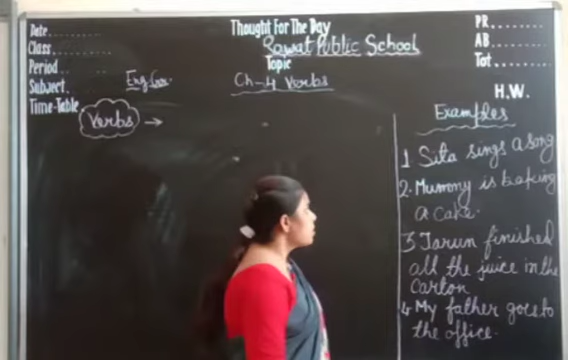 Date.........
Thought For The Day
PR.........
Class.........
Rawat Public School
AB.........
Period.........
Topic
Tot.........
Subject. Eng. Gr.
Ch-4 Verbs
H.W.
Time-Table
Verbs →
Examples
1 Sita sings a song
2. Mummy is baking
a cake.
3 Tarun finished
all the juice in the
carton
4 My father goes to
the office.